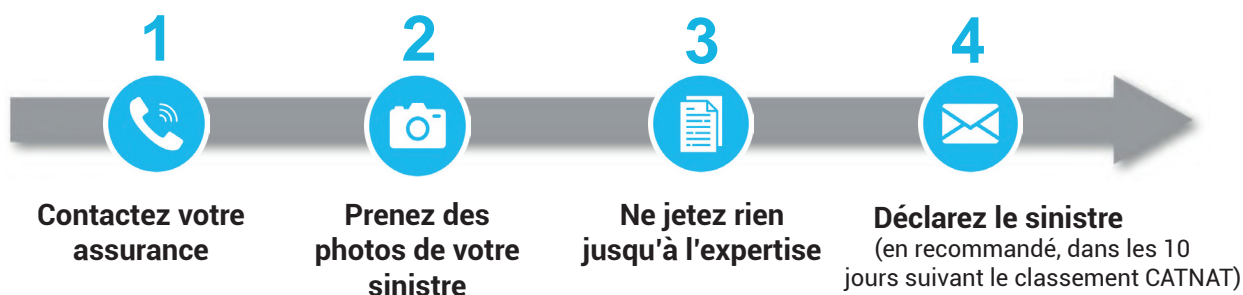 1
2
3
4
Contactez votre
assurance
Prenez des
photos de votre
sinistre
Ne jetez rien
jusqu'à l'expertise
Déclarez le sinistre
(en recommandé, dans les 10
jours suivant le classement CATNAT)